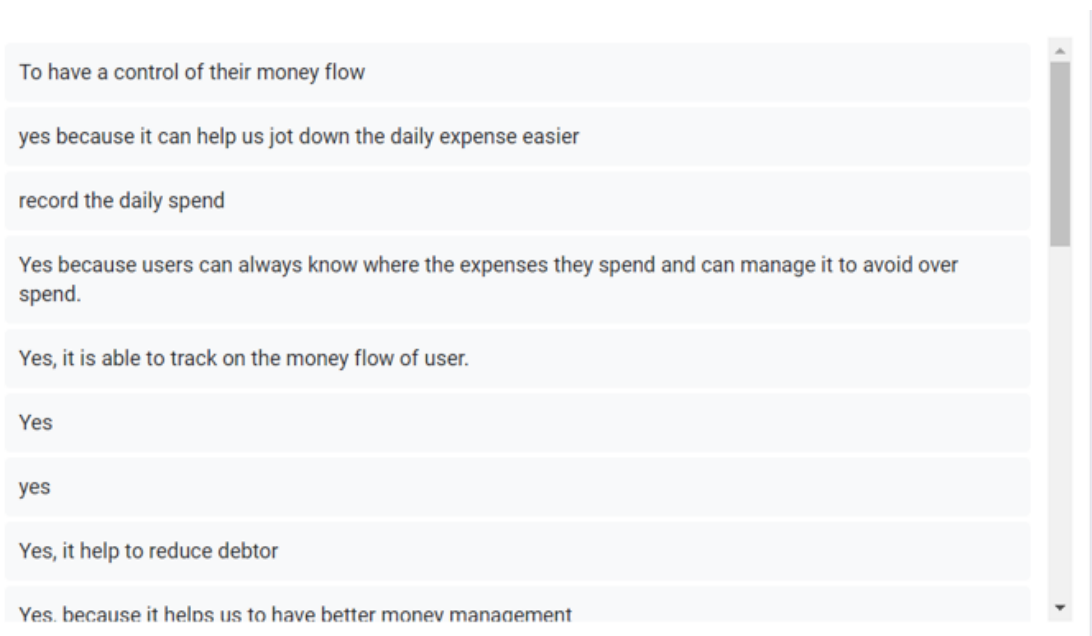 To have a control of their money flow
yes because it can help us jot down the daily expense easier
record the daily spend
Yes because users can always know where the expenses they spend and can manage it to avoid over
spend.
Yes, it is able to track on the money flow of user.
Yes
yes
Yes, it help to reduce debtor
Yes, because it helps us to have better money management